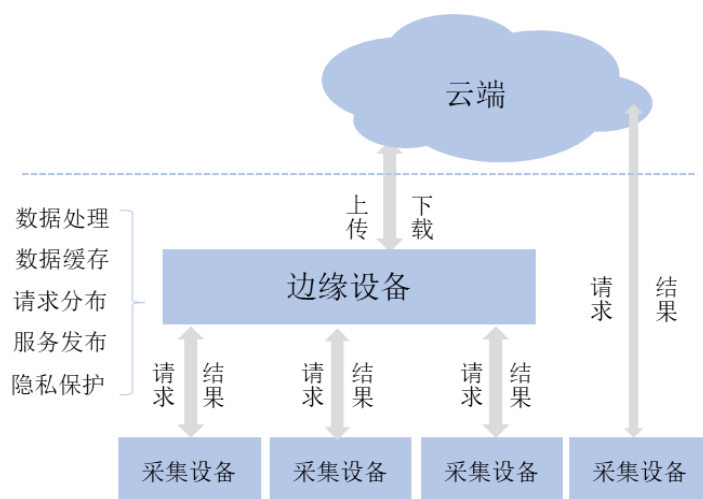 云端
上传
下载
数据处理
数据缓存
请求分布
服务发布
隐私保护
边缘设备
请求
结果
请求
结果
请求
结果
请求
结果
采集设备
采集设备
采集设备
采集设备